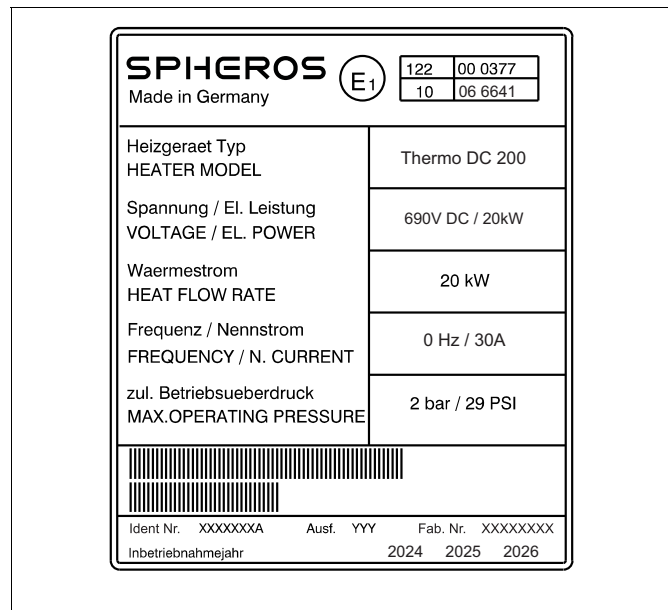 SPHEROS
Made in Germany
E1
122 00 0377
10 06 6641
Heizgeraet Typ
HEATER MODEL
Thermo DC 200
Spannung / El. Leistung
VOLTAGE / EL. POWER
690V DC / 20kW
Waermestrom
HEAT FLOW RATE
20 kW
Frequenz / Nennstrom
FREQUENCY / N. CURRENT
0 Hz / 30A
zul. Betriebsueberdruck
MAX.OPERATING PRESSURE
2 bar / 29 PSI
Ident Nr. XXXXXXXA Ausf. YYY Fab. Nr. XXXXXXXX
Inbetriebnahmejahr 2024 2025 2026